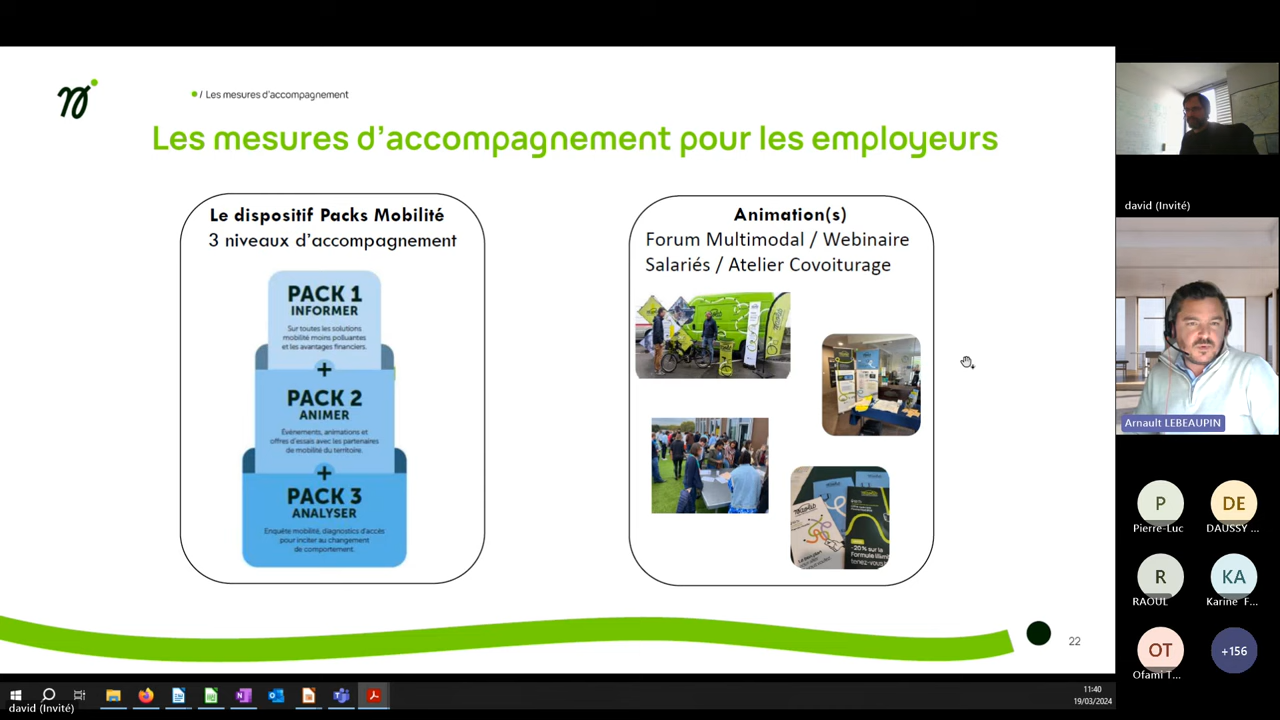 / Les mesures d'accompagnement
Les mesures d'accompagnement pour les employeurs
Le dispositif Packs Mobilité
3 niveaux d'accompagnement
PACK 1
INFORMER
Sur toutes les solutions
mobilité moins polluantes
et les avantages financiers.
+
PACK 2
ANIMER
Événements, animations et
offres d'essais avec les partenaires
de mobilité du territoire.
+
PACK 3
ANALYSER
Enquête mobilité, diagnostics d'accès
pour inciter au changement
de comportement.
Animation(s)
Forum Multimodal / Webinaire
Salariés / Atelier Covoiturage
-20% sur la
22
david (Invité)
Arnault LEBEAUPIN
P
DE
Pierre-Luc
DAUSSY ...
R
KA
RAOUL
Karine F...
OT
+156
Ofami T...
11:40
19/03/2024
david (Invité)